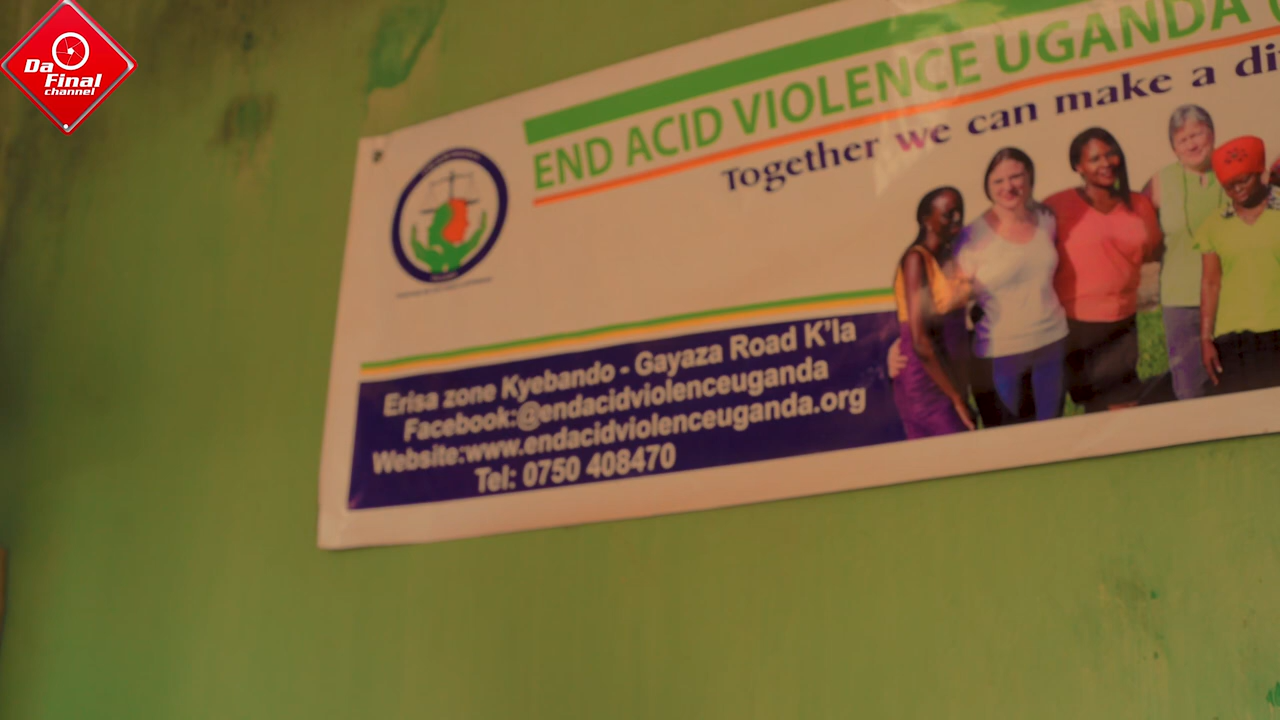 Da
Final
channel
END ACID VIOLENCE UGANDA (
Together we can make a di
Erisa zone Kyebando - Gayaza Road K'la
Facebook:@endacidviolenceuganda
Website:www.endacidviolenceuganda.org
Tel: 0750 408470